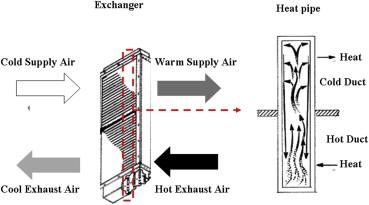 Exchanger
Heat pipe
Cold Supply Air
Warm Supply Air
Heat
Cold Duct
Hot Duct
Heat
Cool Exhaust Air
Hot Exhaust Air